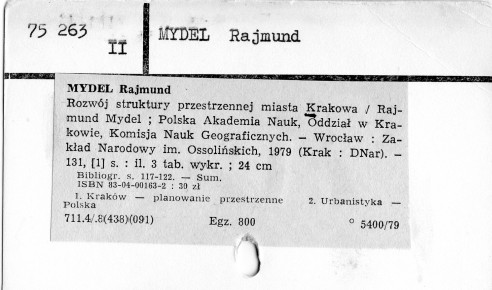 75 263
II
MYDEL Rajmund
MYDEL Rajmund
Rozwój struktury przestrzennej miasta Krakowa / Raj-
mund Mydel ; Polska Akademia Nauk, Oddział w Kra-
kowie, Komisja Nauk Geograficznych. — Wrocław : Za-
kład Narodowy im. Ossolińskich, 1979 (Krak : DNar). —
131, [1] s. : il. 3 tab. wykr. ; 24 cm
Bibliogr. s. 117-122. — Sum.
ISBN 83-04-00163-2 : 30 zł
1. Kraków — planowanie przestrzenne 2. Urbanistyka —
Polska
711.4/.8(438)(091) Egz. 800 ° 5400/79